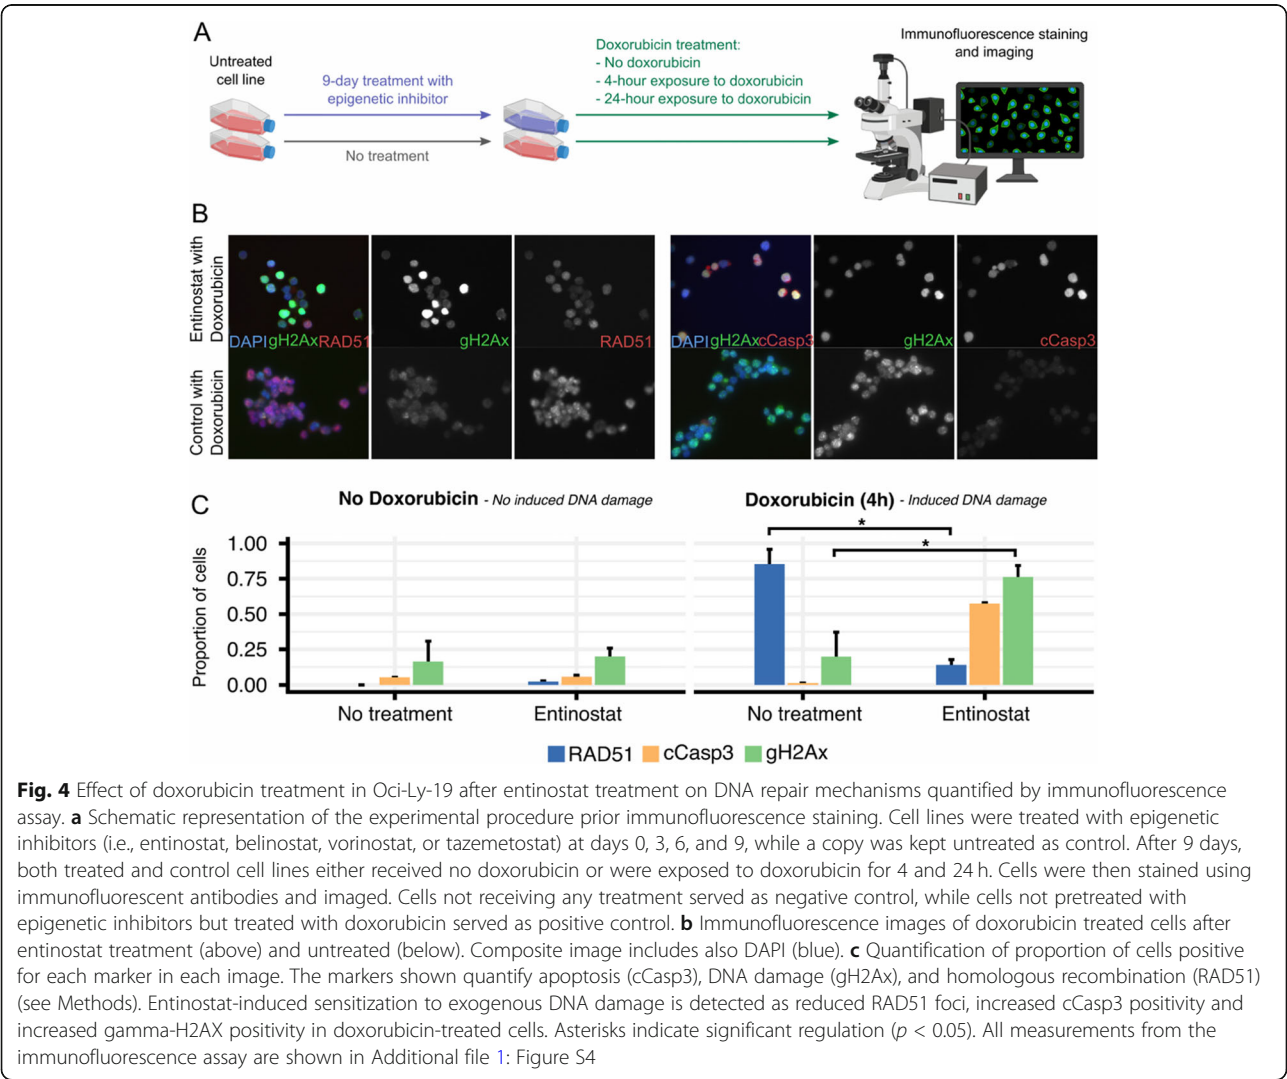 A
Untreated
cell line
9-day treatment with
epigenetic inhibitor
No treatment
Doxorubicin treatment:
- No doxorubicin
- 4-hour exposure to doxorubicin
- 24-hour exposure to doxorubicin
Immunofluorescence staining
and imaging
B
Entinostat with
Doxorubicin
DAPIgH2AxRAD51
gH2Ax
RAD51
DAPIgH2AxcCasp3
gH2Ax
cCasp3
Control with
Doxorubicin
C
No Doxorubicin - No induced DNA damage
Doxorubicin (4h) - Induced DNA damage
*
*
Proportion of cells
1.00
0.75
0.50
0.25
0.00
No treatment
Entinostat
No treatment
Entinostat
RAD51 cCasp3 gH2Ax
Fig. 4 Effect of doxorubicin treatment in Oci-Ly-19 after entinostat treatment on DNA repair mechanisms quantified by immunofluorescence
assay. a Schematic representation of the experimental procedure prior immunofluorescence staining. Cell lines were treated with epigenetic
inhibitors (i.e., entinostat, belinostat, vorinostat, or tazemetostat) at days 0, 3, 6, and 9, while a copy was kept untreated as control. After 9 days,
both treated and control cell lines either received no doxorubicin or were exposed to doxorubicin for 4 and 24 h. Cells were then stained using
immunofluorescent antibodies and imaged. Cells not receiving any treatment served as negative control, while cells not pretreated with
epigenetic inhibitors but treated with doxorubicin served as positive control. b Immunofluorescence images of doxorubicin treated cells after
entinostat treatment (above) and untreated (below). Composite image includes also DAPI (blue). c Quantification of proportion of cells positive
for each marker in each image. The markers shown quantify apoptosis (cCasp3), DNA damage (gH2Ax), and homologous recombination (RAD51)
(see Methods). Entinostat-induced sensitization to exogenous DNA damage is detected as reduced RAD51 foci, increased cCasp3 positivity and
increased gamma-H2AX positivity in doxorubicin-treated cells. Asterisks indicate significant regulation (p < 0.05). All measurements from the
immunofluorescence assay are shown in Additional file 1: Figure S4